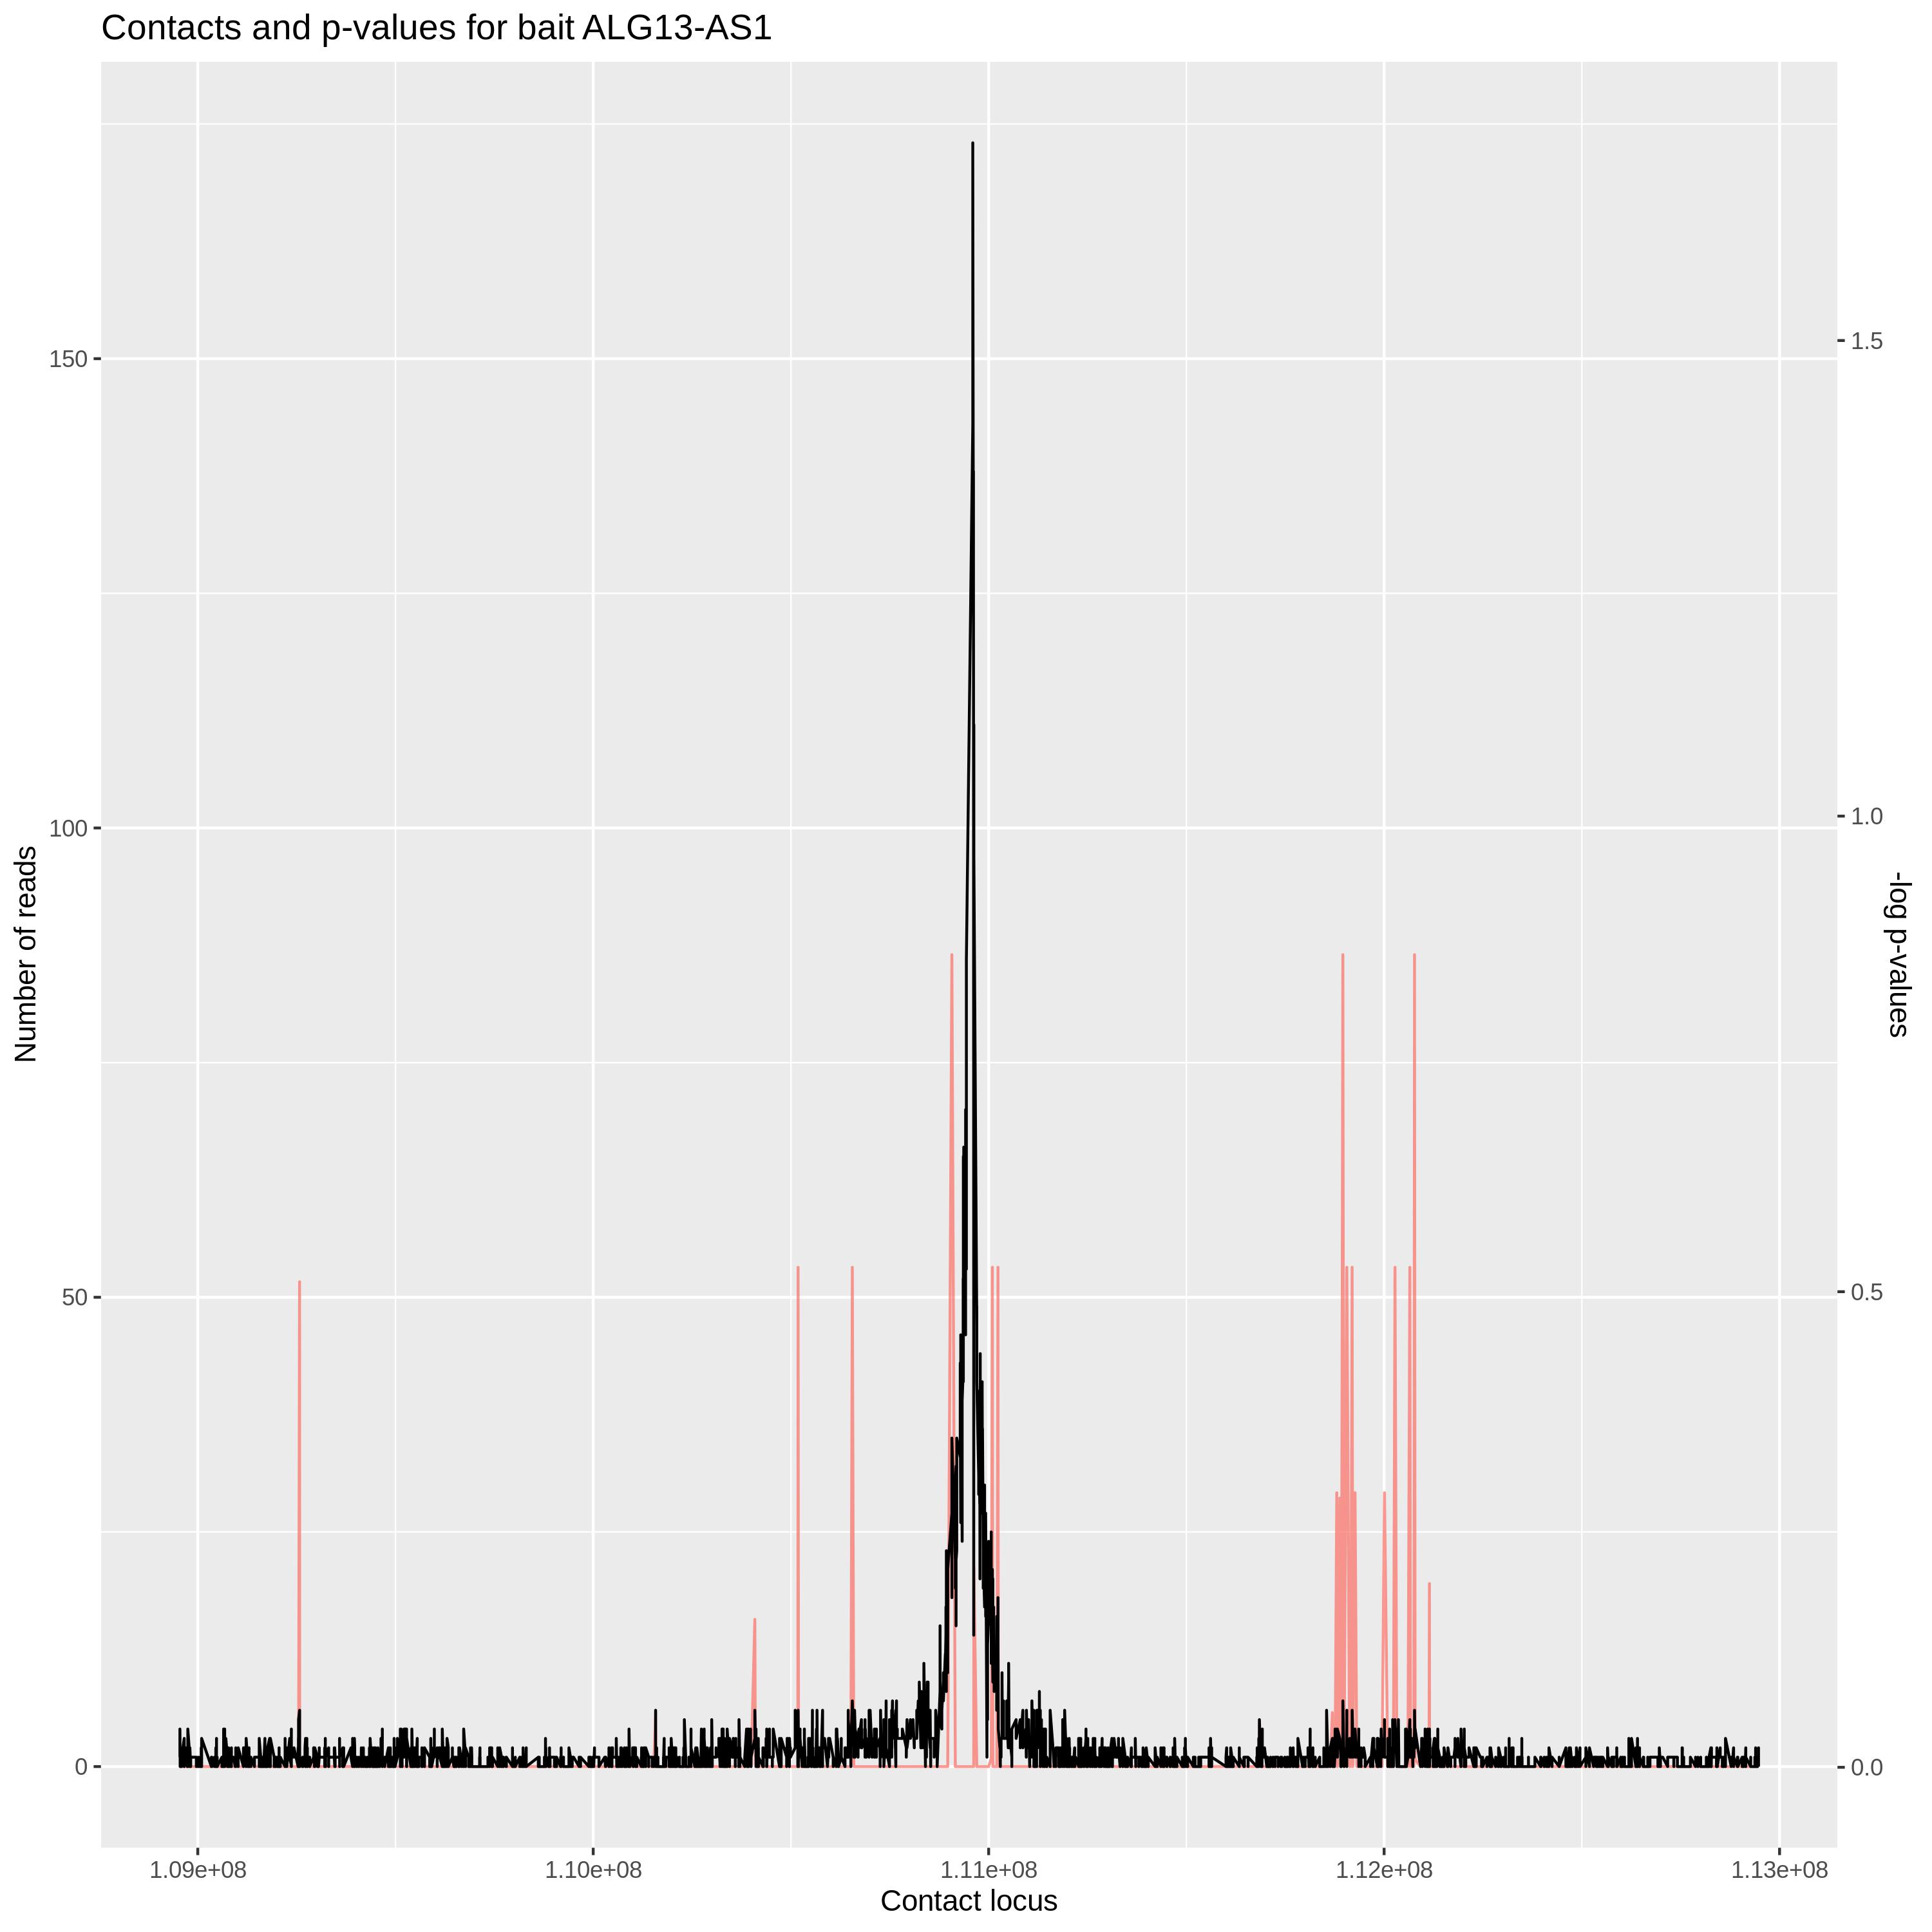 Contacts and p-values for bait ALG13-AS1
150
100
50
0
1.5
1.0
0.5
0.0
Number of reads
-log p-values
1.09e+08
1.10e+08
1.11e+08
1.12e+08
1.13e+08
Contact locus